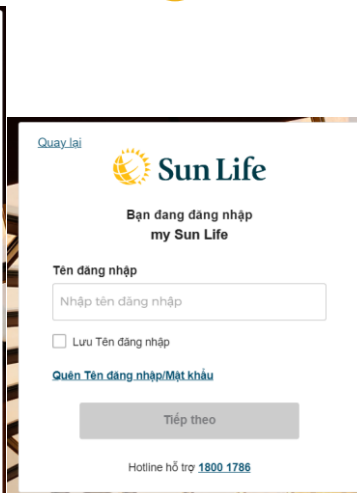 Quay lại
Sun Life
Bạn đang đăng nhập
my Sun Life
Tên đăng nhập
Nhập tên đăng nhập
Lưu Tên đăng nhập
Quên Tên đăng nhập/Mật khẩu
Tiếp theo
Hotline hỗ trợ 1800 1786